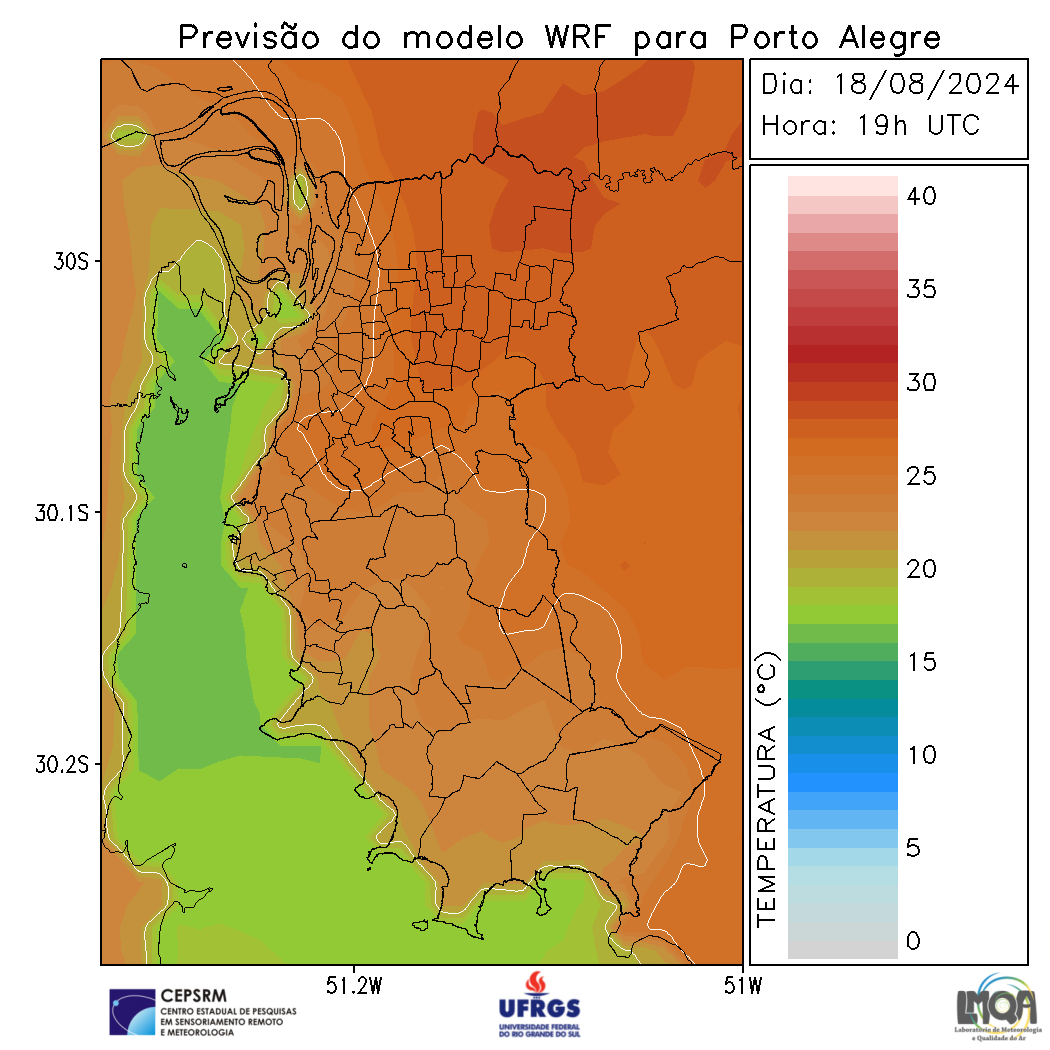 Previsão do modelo WRF para Porto Alegre
Dia: 18/08/2024
Hora: 19h UTC
40
35
30
25
20
15
10
5
0
TEMPERATURA (°C)
30S
30.1S
30.2S
51.2W
51W
CEPSRM
CENTRO ESTADUAL DE PESQUISAS
EM SENSORIAMENTO REMOTO
E METEOROLOGIA
UFRGS
UNIVERSIDADE FEDERAL
DO RIO GRANDE DO SUL
LMQA
Laboratório de Meteorologia
e Qualidade do Ar